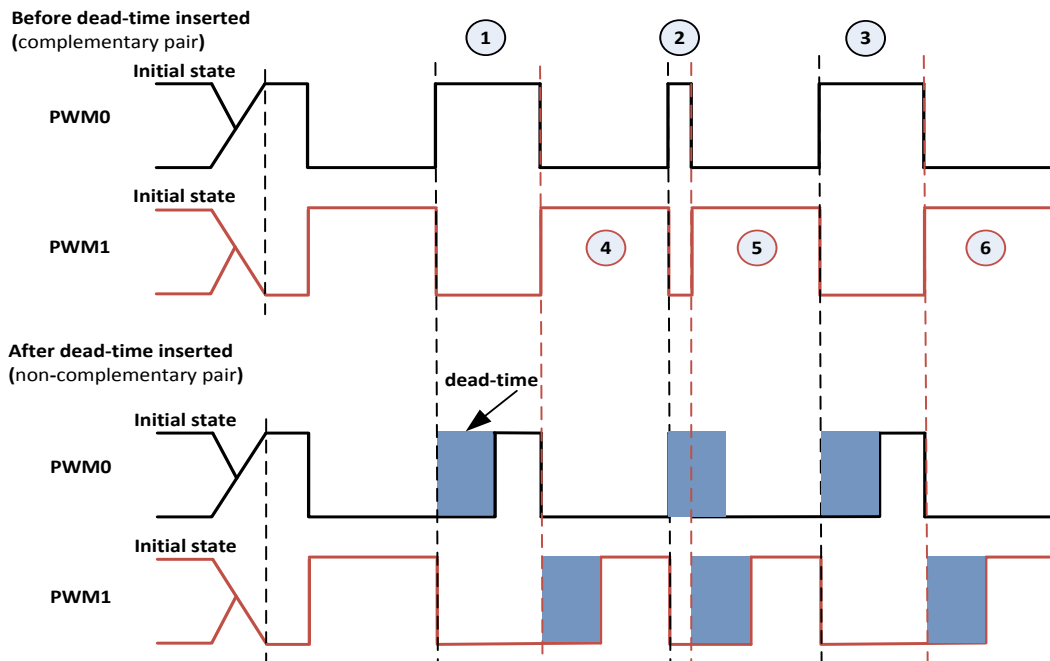 Before dead-time inserted
(complementary pair)
1
2
3
Initial state
PWM0
Initial state
PWM1
4
5
6
After dead-time inserted
(non-complementary pair)
dead-time
Initial state
PWM0
Initial state
PWM1